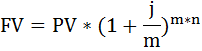 FV = PV * (1 + j/m)^{m*n}